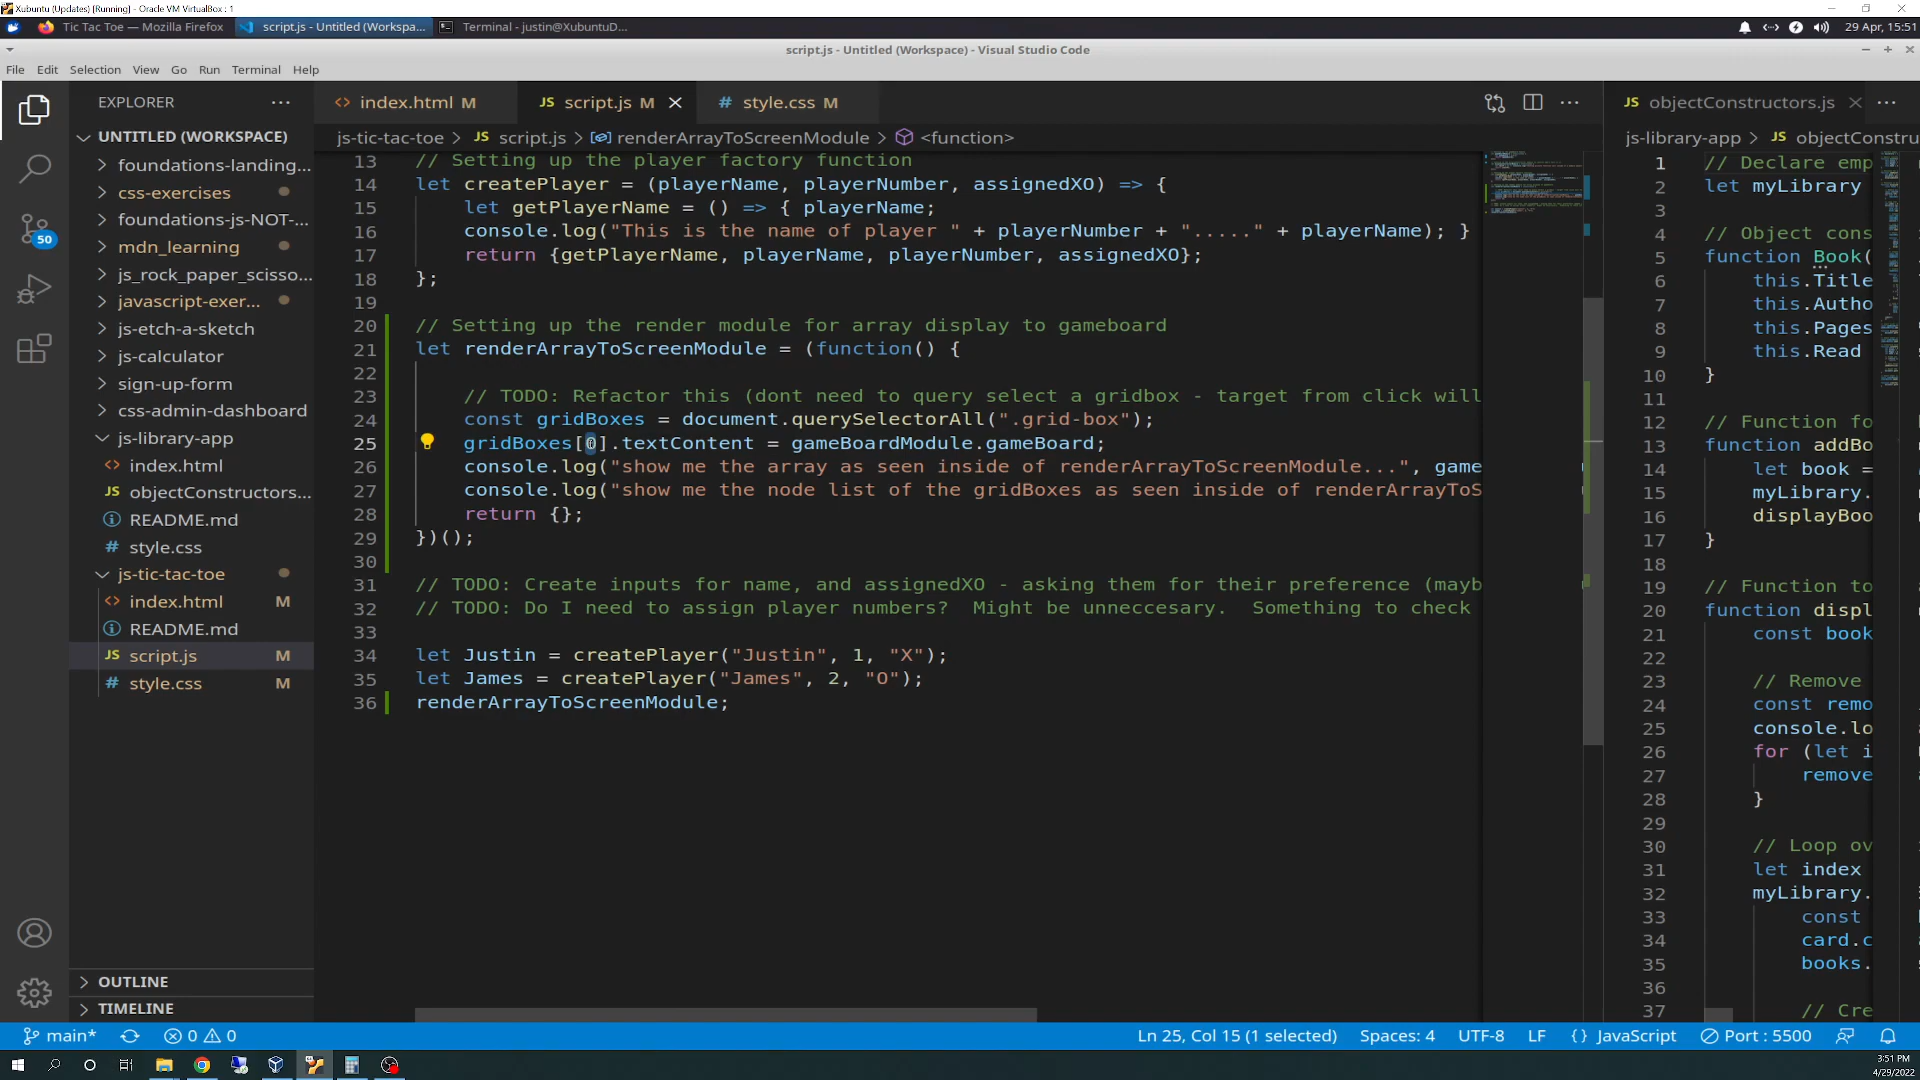 Xubuntu (Updates) [Running] - Oracle VM VirtualBox : 1
Tic Tac Toe — Mozilla Firefox
script.js - Untitled (Workspa...
Terminal - justin@XubuntuD...
29 Apr, 15:51
script.js - Untitled (Workspace) - Visual Studio Code
File Edit Selection View Go Run Terminal Help
EXPLORER
UNTITLED (WORKSPACE)
foundations-landing...
css-exercises
foundations-js-NOT-...
mdn_learning
js_rock_paper_scisso...
javascript-exer...
js-etch-a-sketch
js-calculator
sign-up-form
css-admin-dashboard
js-library-app
<> index.html
JS objectConstructors...
README.md
# style.css
js-tic-tac-toe
<> index.html M
README.md
JS script.js M
# style.css M
OUTLINE
TIMELINE
50
<> index.html M
JS script.js M
# style.css M
js-tic-tac-toe > JS script.js > renderArrayToScreenModule > <function>
13 // Setting up the player factory function
14 let createPlayer = (playerName, playerNumber, assignedXO) => {
15 let getPlayerName = () => { playerName;
16 console.log("This is the name of player " + playerNumber + "....." + playerName); }
17 return {getPlayerName, playerName, playerNumber, assignedXO};
18 };
19
20 // Setting up the render module for array display to gameboard
21 let renderArrayToScreenModule = (function() {
22
23 // TODO: Refactor this (dont need to query select a gridbox - target from click will
24 const gridBoxes = document.querySelectorAll(".grid-box");
25 gridBoxes[0].textContent = gameBoardModule.gameBoard;
26 console.log("show me the array as seen inside of renderArrayToScreenModule...", game
27 console.log("show me the node list of the gridBoxes as seen inside of renderArrayToS
28 return {};
29 })();
30
31 // TODO: Create inputs for name, and assignedXO - asking them for their preference (mayb
32 // TODO: Do I need to assign player numbers?  Might be unneccesary.  Something to check
33
34 let Justin = createPlayer("Justin", 1, "X");
35 let James = createPlayer("James", 2, "O");
36 renderArrayToScreenModule;
JS objectConstructors.js
js-library-app > JS objectConstru
1 // Declare emp
2 let myLibrary
3
4 // Object cons
5 function Book(
6 this.Title
7 this.Autho
8 this.Pages
9 this.Read
10 }
11
12 // Function fo
13 function addBo
14 let book =
15 myLibrary.
16 displayBoo
17 }
18
19 // Function to
20 function displ
21 const book
22
23 // Remove
24 const remo
25 console.lo
26 for (let i
27 remove
28 }
29
30 // Loop ov
31 let index
32 myLibrary.
33 const
34 card.c
35 books.
36
37 // Cre
main* 0 0
Ln 25, Col 15 (1 selected) Spaces: 4 UTF-8 LF {} JavaScript Port : 5500
3:51 PM
4/29/2022